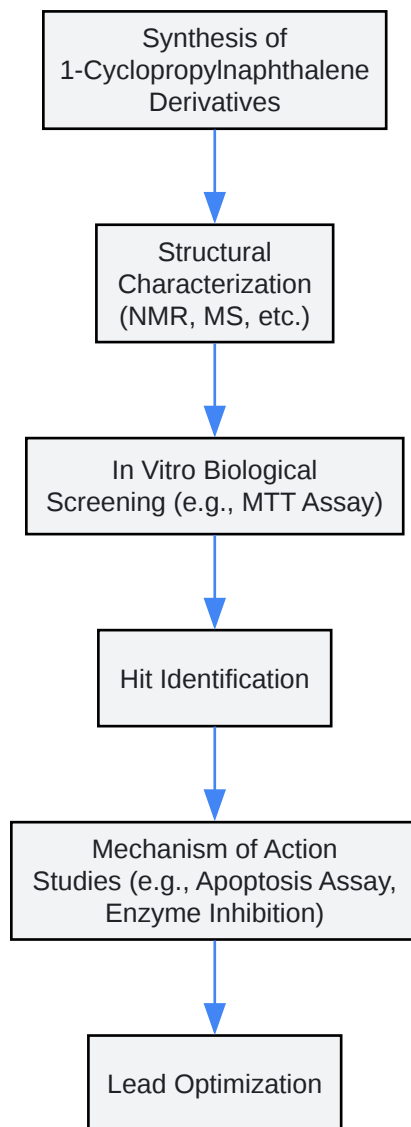 Synthesis of
1-Cyclopropylnaphthalene
Derivatives
Structural
Characterization
(NMR, MS, etc.)
In Vitro Biological
Screening (e.g., MTT Assay)
Hit Identification
Mechanism of Action
Studies (e.g., Apoptosis Assay,
Enzyme Inhibition)
Lead Optimization